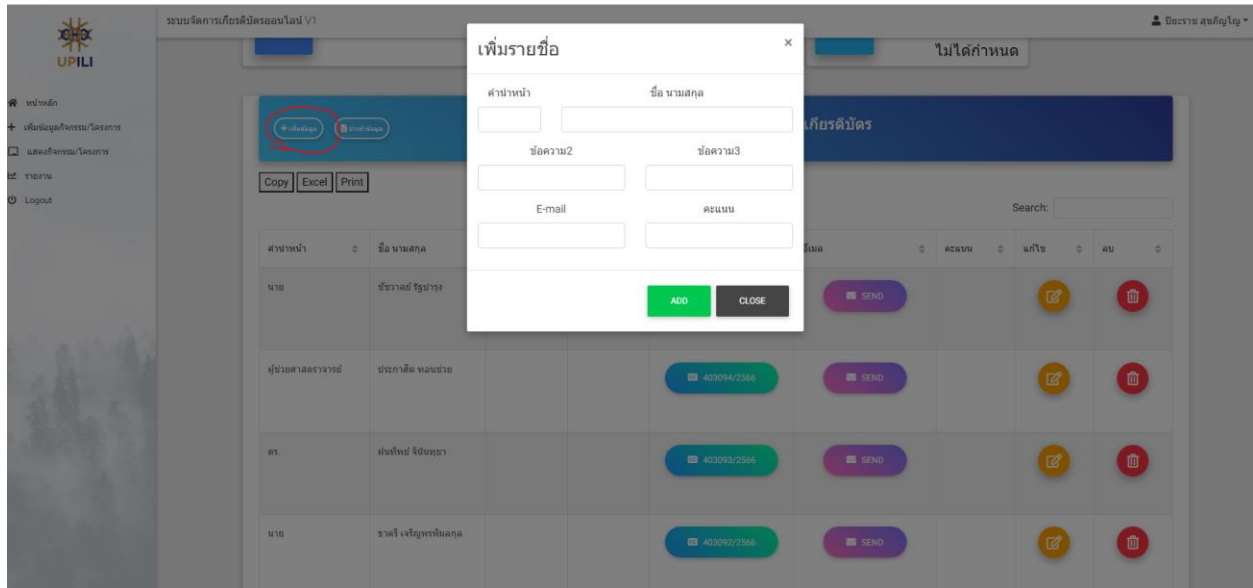 ระบบจัดการเกียรติบัตรออนไลน์ V1
ปิยะราช สุขภิญโญ
UPILI
หน้าหลัก
เพิ่มข้อมูลกิจกรรม/โครงการ
แสดงกิจกรรม/โครงการ
รายงาน
Logout
ไม่ได้กำหนด
เพิ่มรายชื่อ
×
คำนำหน้า
ชื่อ นามสกุล
ข้อความ2
ข้อความ3
E-mail
คะแนน
ADD
CLOSE
+ เพิ่มข้อมูล
เกียรติบัตร
Copy
Excel
Print
Search:
คำนำหน้า
ชื่อ นามสกุล
คะแนน
แก้ไข
ลบ
นาย
SEND
ผู้ช่วยศาสตราจารย์
403094/2566
SEND
ดร.
403093/2566
SEND
นาย
403092/2566
SEND